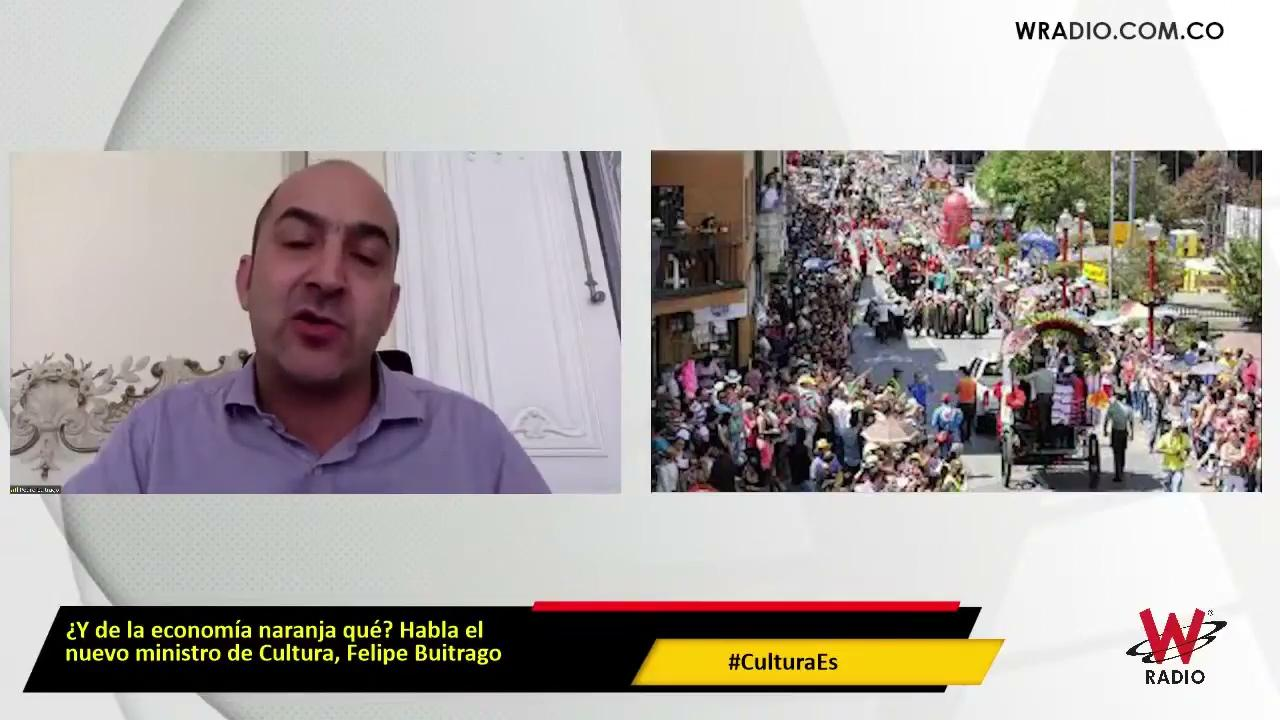 WRADIO.COM.CO
¿Y de la economía naranja qué? Habla el
nuevo ministro de Cultura, Felipe Buitrago
#CulturaEs
W
RADIO